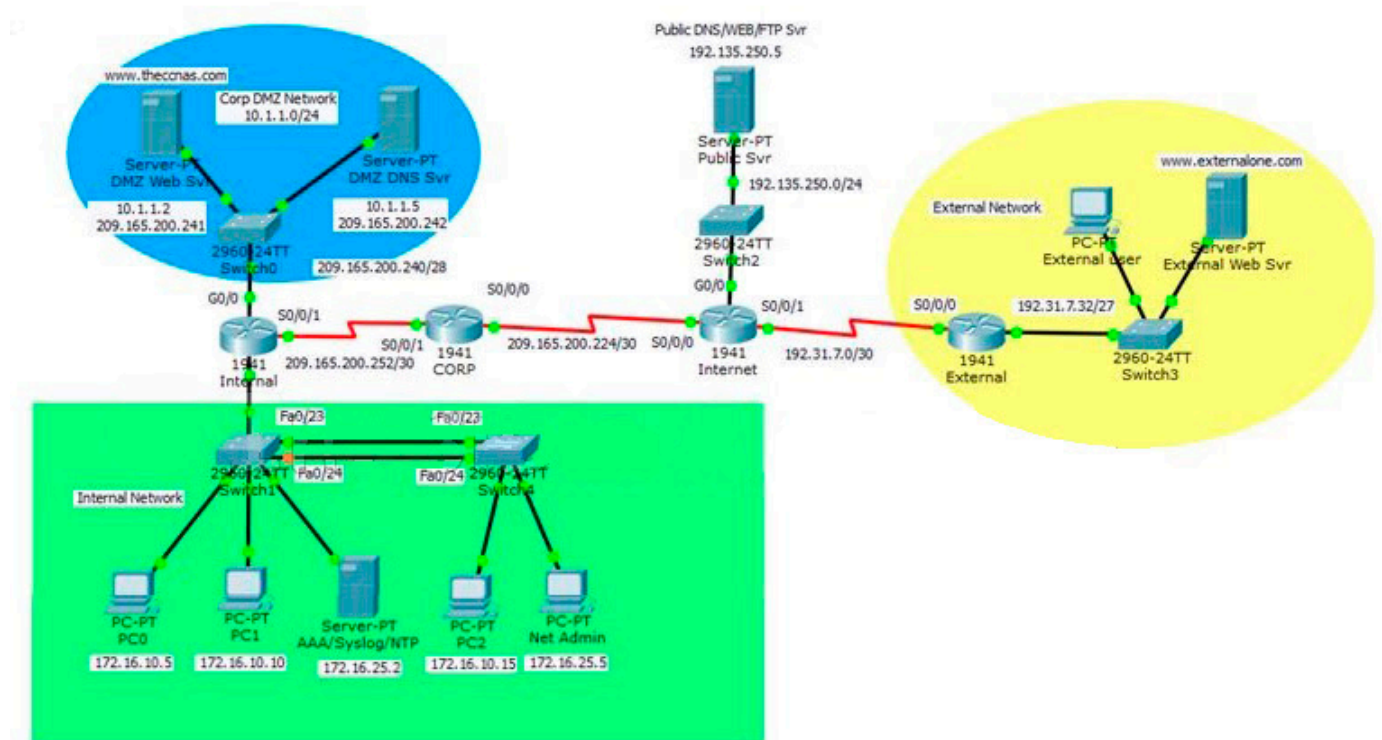 Public DNS/WEB/FTP Svr
192.135.250.5
www.theccnas.com
Corp DMZ Network
10.1.1.0/24
Server-PT
DMZ Web Svr
Server-PT
DMZ DNS Svr
10.1.1.2
209.165.200.241
10.1.1.5
209.165.200.242
2960-24TT
Switch0
209.165.200.240/28
G0/0
S0/0/1
1941
Internal
209.165.200.252/30
S0/0/1
S0/0/0
1941
CORP
209.165.200.224/30
Server-PT
Public Svr
192.135.250.0/24
2960-24TT
Switch2
G0/0
S0/0/1
S0/0/0
1941
Internet
192.31.7.0/30
www.externalone.com
External Network
PC-PT
External user
Server-PT
External Web Svr
S0/0/0
192.31.7.32/27
1941
External
2960-24TT
Switch3
Fa0/23
Fa0/23
2960-24TT
Switch1
Fa0/24
Fa0/24
2960-24TT
Switch4
Internal Network
PC-PT
PC0
172.16.10.5
PC-PT
PC1
172.16.10.10
Server-PT
AAA/Syslog/NTP
172.16.25.2
PC-PT
PC2
172.16.10.15
PC-PT
Net Admin
172.16.25.5